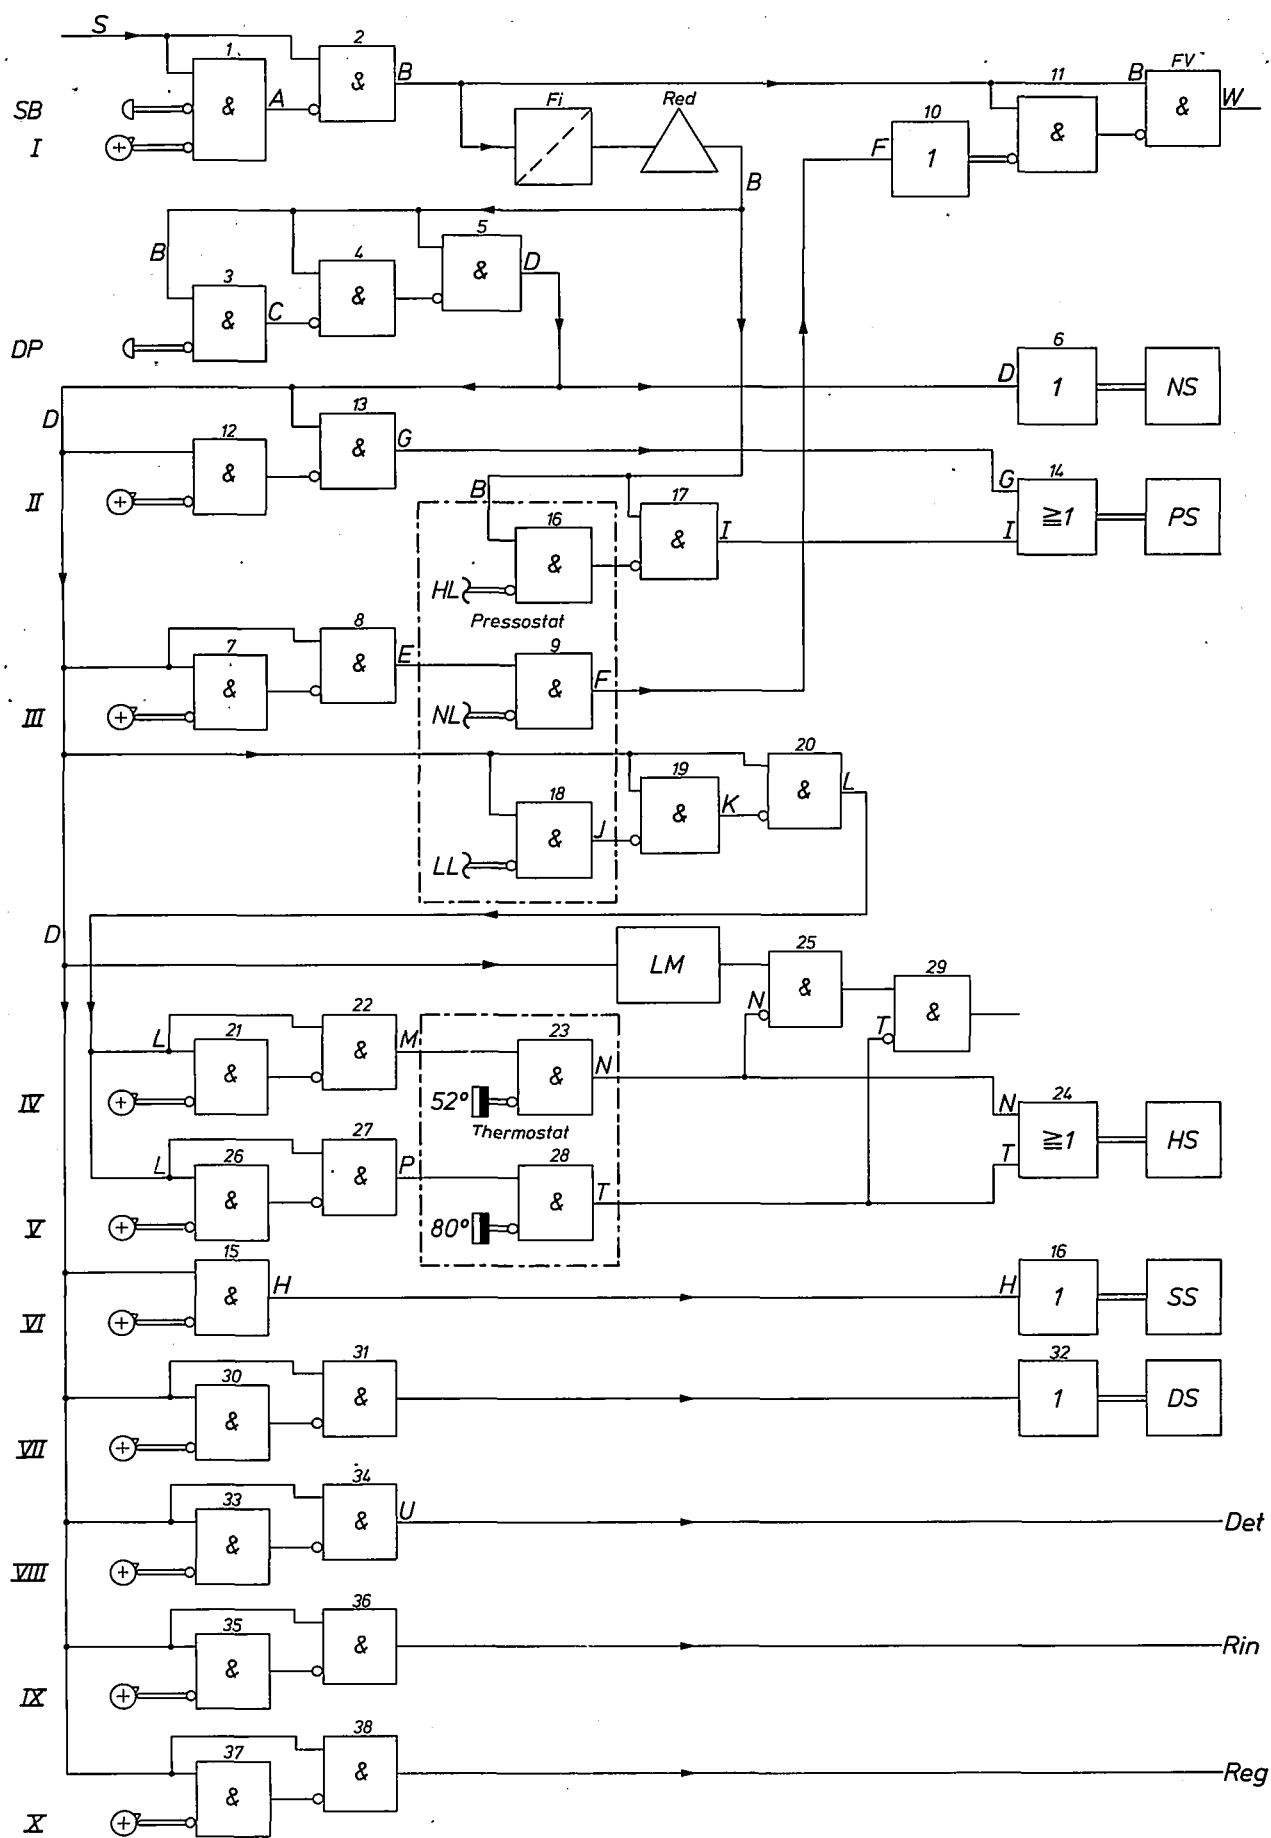 S
1
2
&
&
A
B
SB
I
Fi
Red
B
10
1
F
11
&
FV
B
&
W
B
3
&
C
4
&
5
&
D
DP
D
6
1
NS
D
12
&
13
&
G
II
G
I
14
≧1
PS
B
16
&
HL
Pressostat
17
&
I
7
&
8
&
E
9
&
NL
F
III
18
&
LL
J
19
&
K
20
&
L
D
LM
25
&
N
29
&
T
L
21
&
22
&
M
23
&
N
52°
Thermostat
IV
N
T
24
≧1
HS
L
26
&
27
&
P
28
&
T
80°
V
15
&
H
H
16
1
SS
VI
30
&
31
&
32
1
DS
VII
33
&
34
&
U
Det
VIII
35
&
36
&
Rin
IX
37
&
38
&
Reg
X